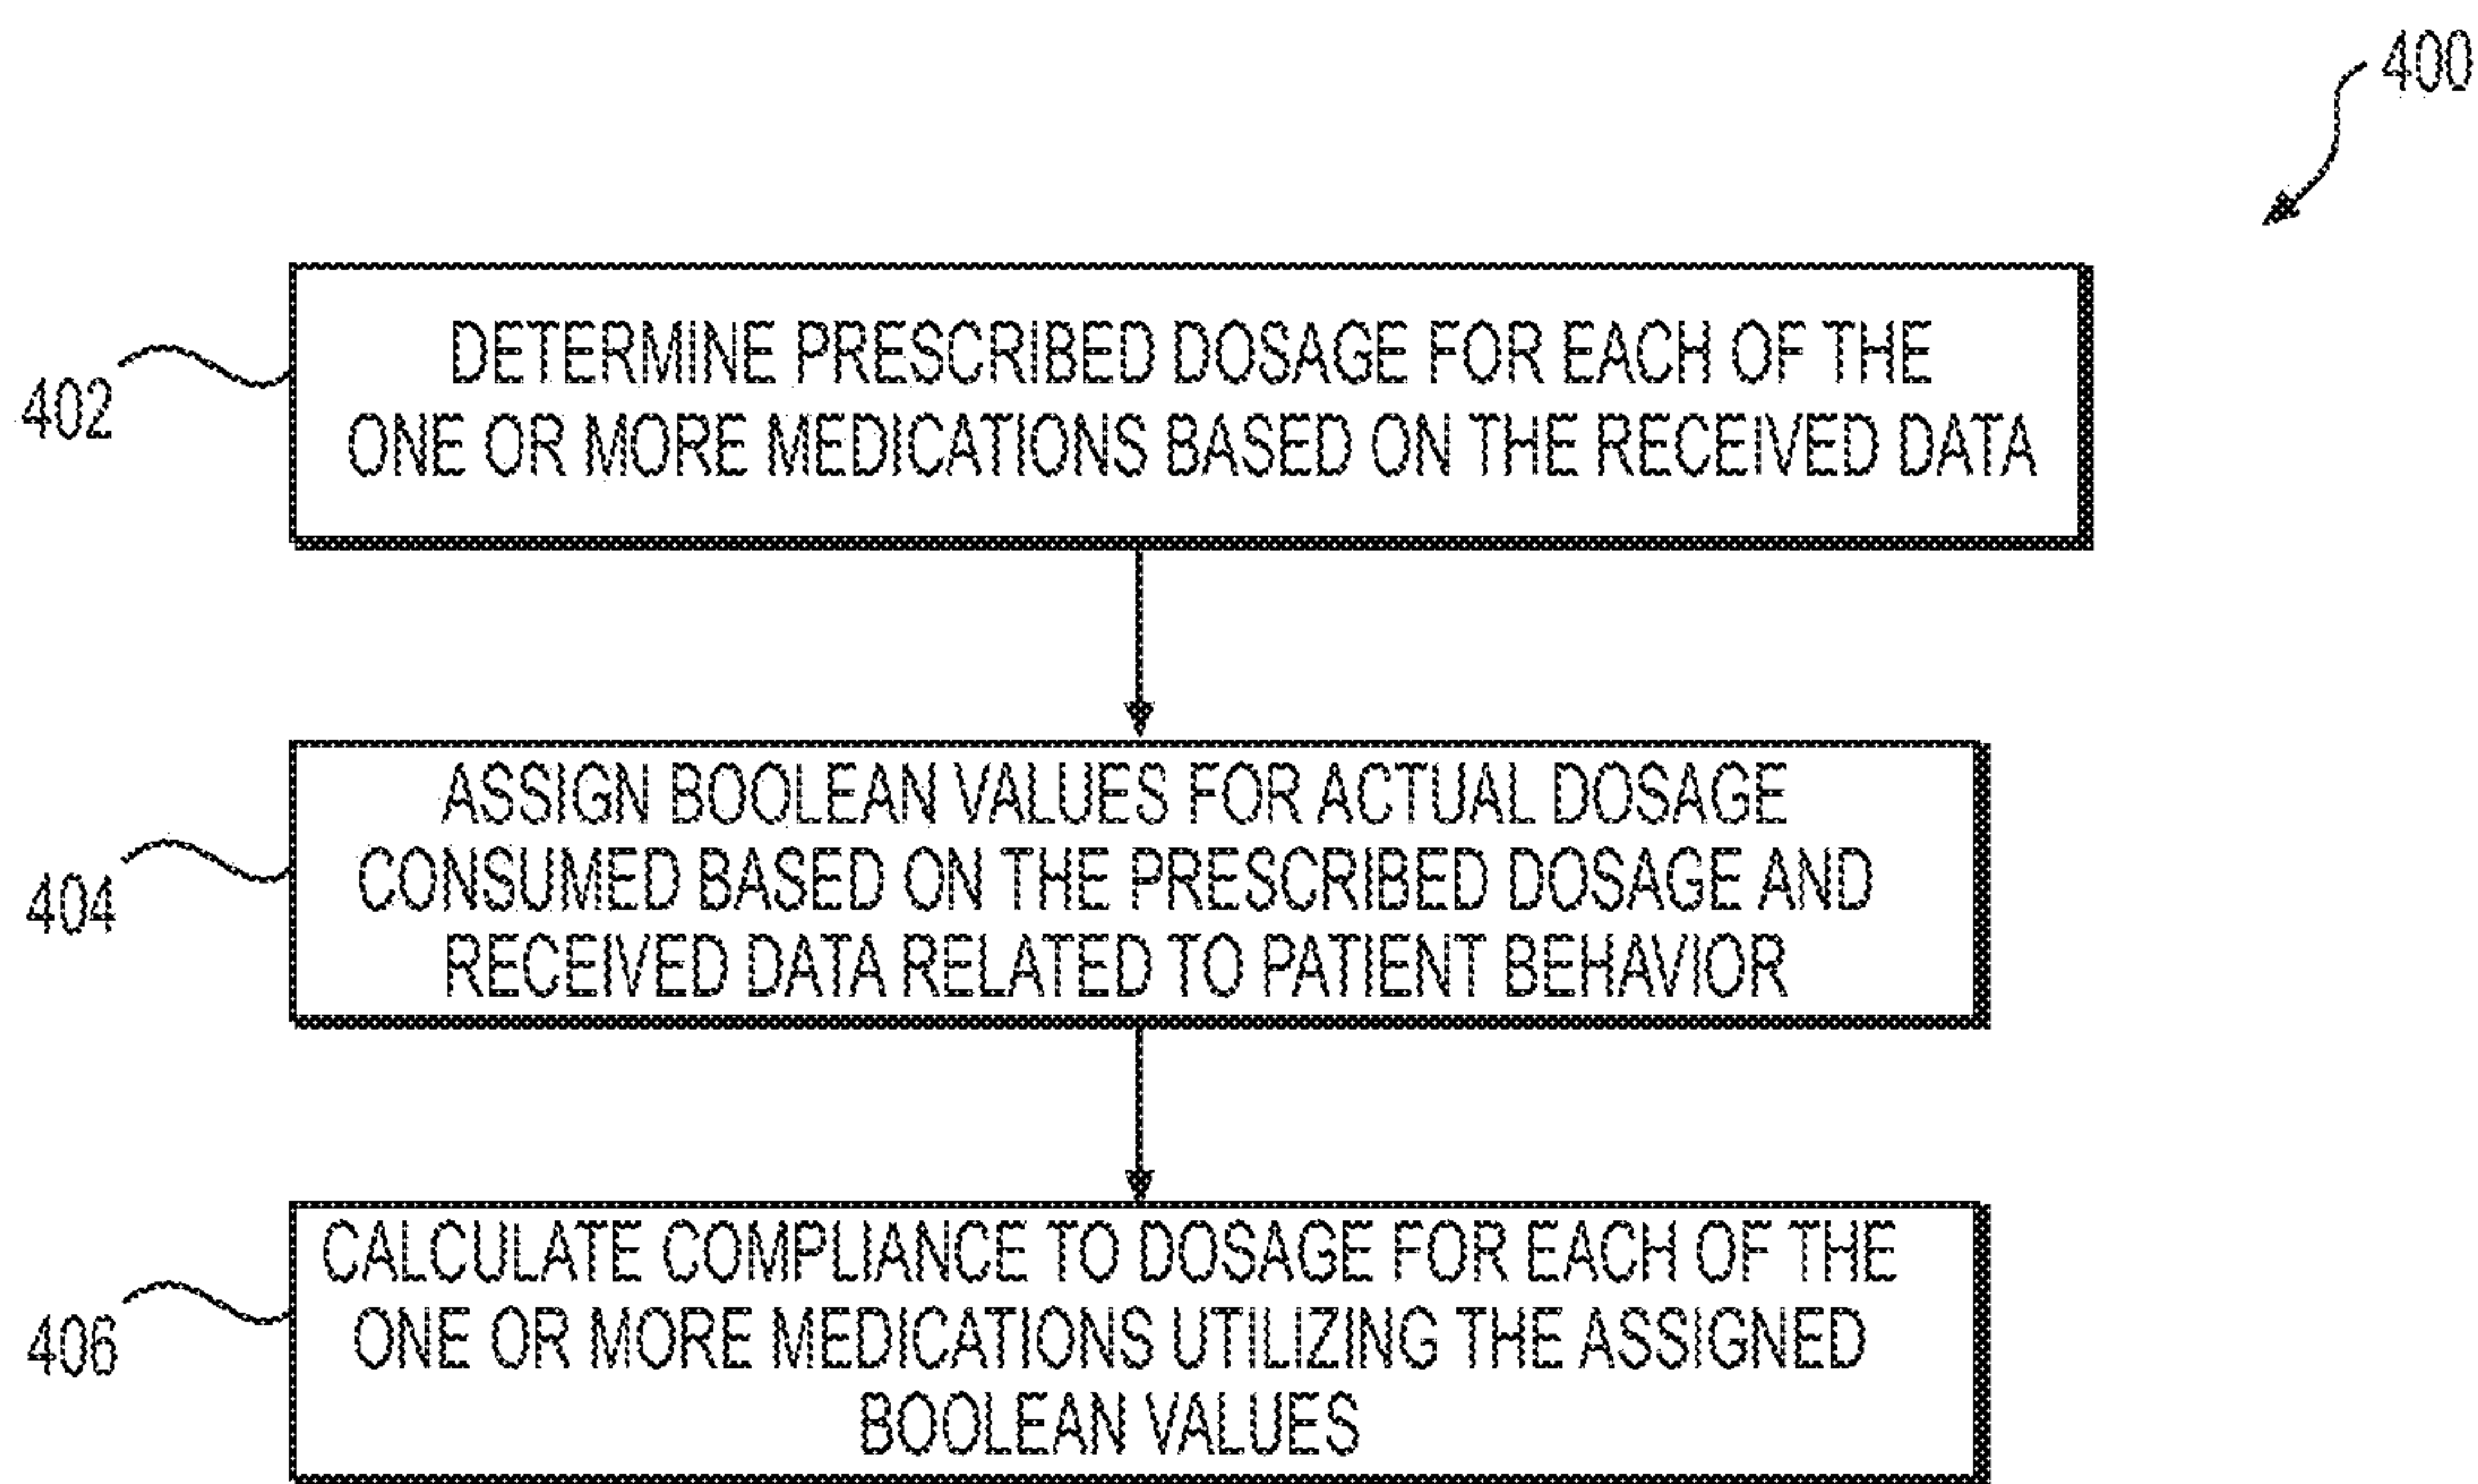 400
402
DETERMINE PRESCRIBED DOSAGE FOR EACH OF THE
ONE OR MORE MEDICATIONS BASED ON THE RECEIVED DATA
404
ASSIGN BOOLEAN VALUES FOR ACTUAL DOSAGE
CONSUMED BASED ON THE PRESCRIBED DOSAGE AND
RECEIVED DATA RELATED TO PATIENT BEHAVIOR
406
CALCULATE COMPLIANCE TO DOSAGE FOR EACH OF THE
ONE OR MORE MEDICATIONS UTILIZING THE ASSIGNED
BOOLEAN VALUES